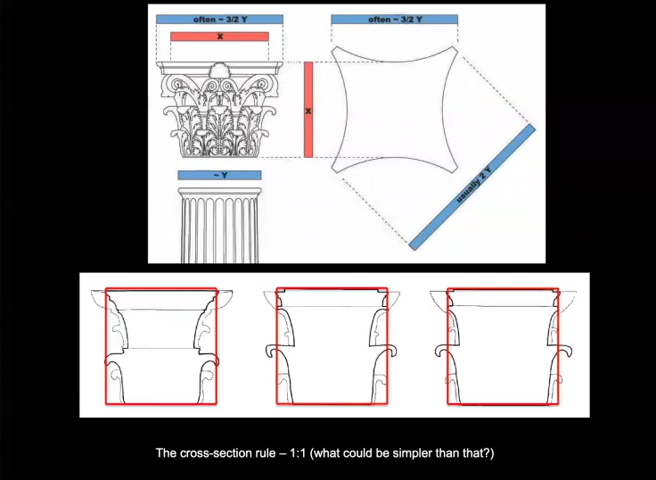 often ~ 3/2 Y
often ~ 3/2 Y
X
X
~ Y
usually 2 Y
The cross-section rule – 1:1 (what could be simpler than that?)